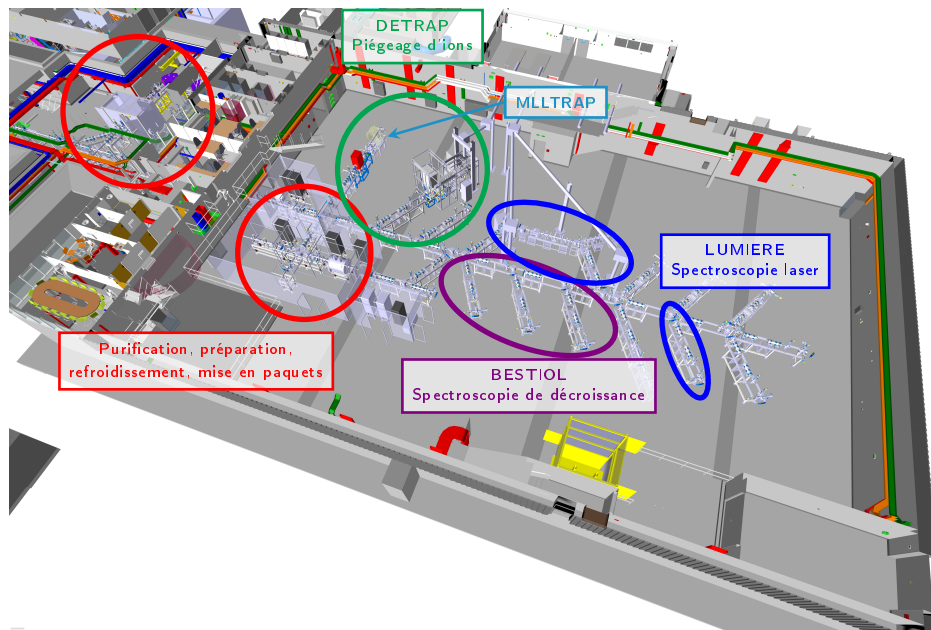 DETRAP
Piégeage d'ions
MLLTRAP
LUMIERE
Spectroscopie laser
Purification, préparation,
refroidissement, mise en paquets
BESTIOL
Spectroscopie de décroissance